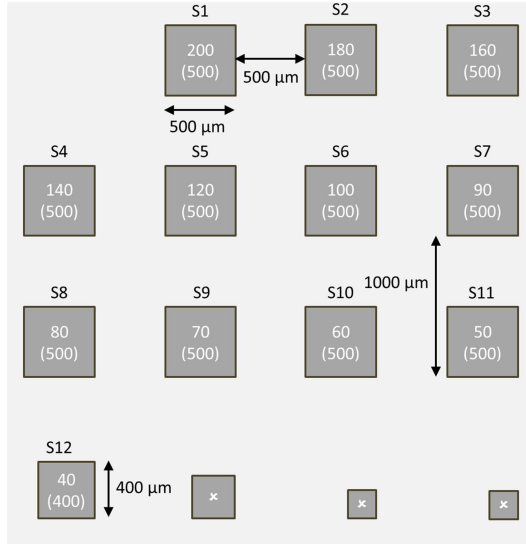 S1 S2 S3
200 180 160
(500) (500) (500)
500 µm
500 µm
S4 S5 S6 S7
140 120 100 90
(500) (500) (500) (500)
1000 µm
S8 S9 S10 S11
80 70 60 50
(500) (500) (500) (500)
S12
40
(400)
400 µm
x x x